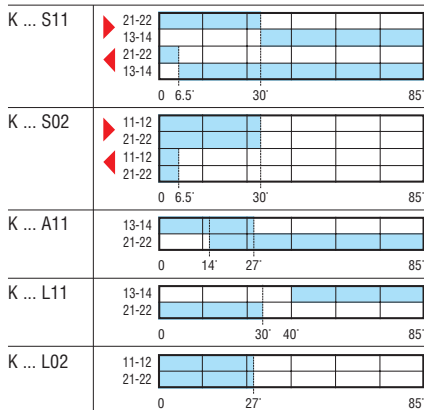 K ... S11
21-22
13-14
21-22
13-14
0 6.5° 30° 85°
K ... S02
11-12
21-22
11-12
21-22
0 6.5° 30° 85°
K ... A11
13-14
21-22
0 14° 27° 85°
K ... L11
13-14
21-22
0 30° 40° 85°
K ... L02
11-12
21-22
0 27° 85°